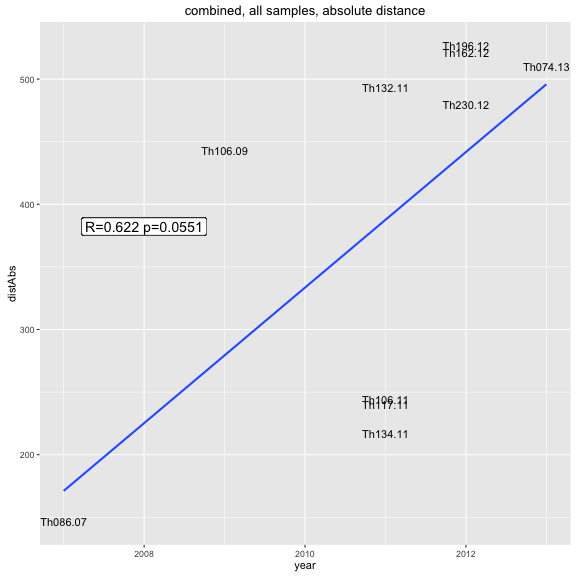 combined, all samples, absolute distance
Th196.12
Th162.12
Th074.13
500
Th132.11
Th230.12
Th106.09
400
R=0.622 p=0.0551
distAbs
300
Th106.11
Th117.11
Th134.11
200
Th086.07
2008
2010
2012
year